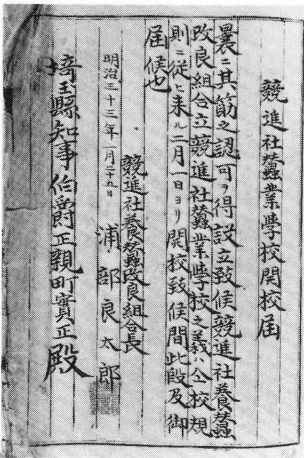 競進社蠶業學校開校届
曩ニ其筋之認可ヲ得設立致候競進社養蠶
改良組合立競進社蠶業學校之義ハ仝校規
則ニ従ヒ来ル二月一日ヨリ開校致候間此段及御
届候也
競進社養蠶改良組合長
明治三十三年一月二十五日 浦部良太郎
埼玉縣知事伯爵正親町實正殿